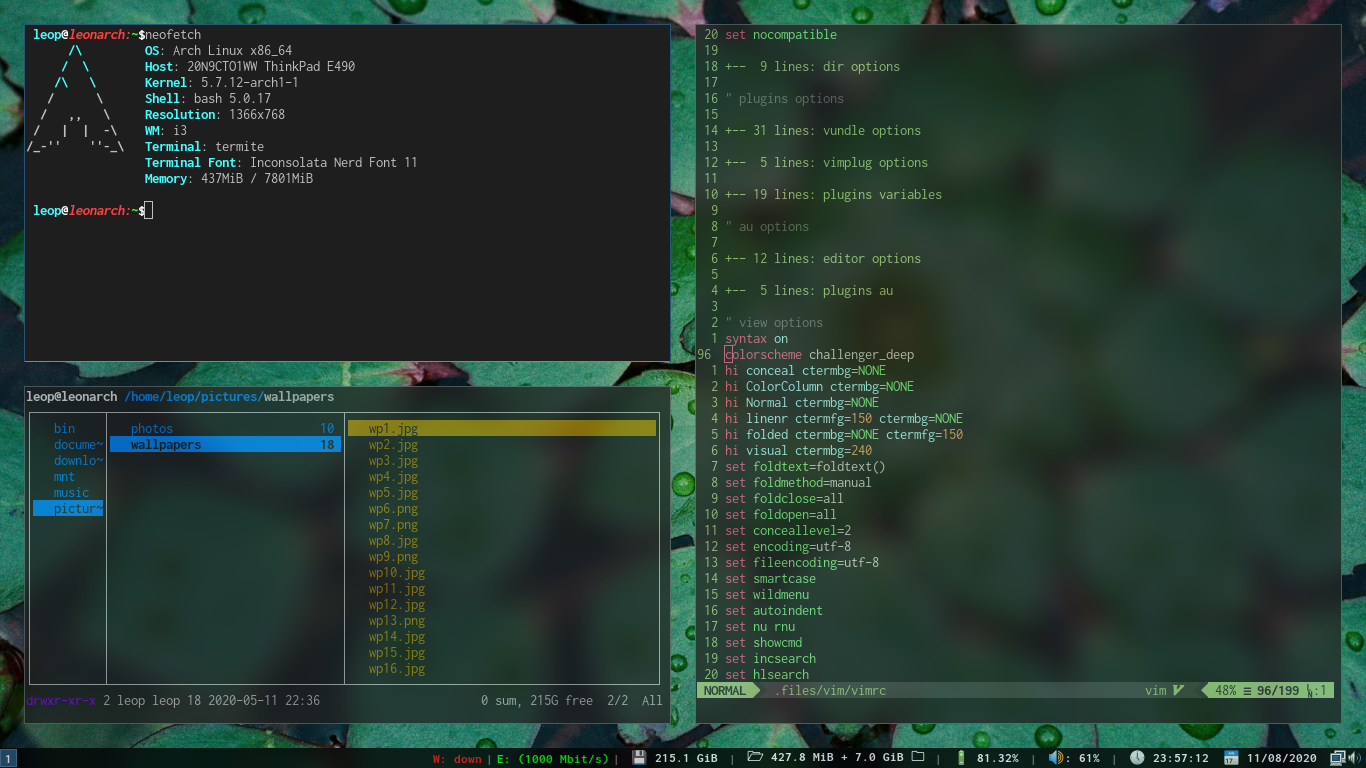 leop@leonarch:~$neofetch
OS: Arch Linux x86_64
Host: 20N9CTO1WW ThinkPad E490
Kernel: 5.7.12-arch1-1
Shell: bash 5.0.17
Resolution: 1366x768
WM: i3
Terminal: termite
Terminal Font: Inconsolata Nerd Font 11
Memory: 437MiB / 7801MiB
leop@leonarch:~$
leop@leonarch /home/leop/pictures/wallpapers
bin
docume~
downlo~
mnt
music
pictur~
photos 10
wallpapers 18
wp1.jpg
wp2.jpg
wp3.jpg
wp4.jpg
wp5.jpg
wp6.png
wp7.png
wp8.jpg
wp9.png
wp10.jpg
wp11.jpg
wp12.jpg
wp13.png
wp14.jpg
wp15.jpg
wp16.jpg
drwxr-xr-x 2 leop leop 18 2020-05-11 22:36 0 sum, 215G free 2/2 All
20 set nocompatible
19
18 +-- 9 lines: dir options
17
16 " plugins options
15
14 +-- 31 lines: vundle options
13
12 +-- 5 lines: vimplug options
11
10 +-- 19 lines: plugins variables
9
8 " au options
7
6 +-- 12 lines: editor options
5
4 +-- 5 lines: plugins au
3
2 " view options
1 syntax on
96 colorscheme challenger_deep
1 hi conceal ctermbg=NONE
2 hi ColorColumn ctermbg=NONE
3 hi Normal ctermbg=NONE
4 hi linenr ctermfg=150 ctermbg=NONE
5 hi folded ctermbg=NONE ctermfg=150
6 hi visual ctermbg=240
7 set foldtext=foldtext()
8 set foldmethod=manual
9 set foldclose=all
10 set foldopen=all
11 set conceallevel=2
12 set encoding=utf-8
13 set fileencoding=utf-8
14 set smartcase
15 set wildmenu
16 set autoindent
17 set nu rnu
18 set showcmd
19 set incsearch
20 set hlsearch
NORMAL .files/vim/vimrc vim 48% ≡ 96/199 :1
1 W: down | E: (1000 Mbit/s) | 215.1 GiB | 427.8 MiB + 7.0 GiB | 81.32% | : 61% | 23:57:12 11/08/2020